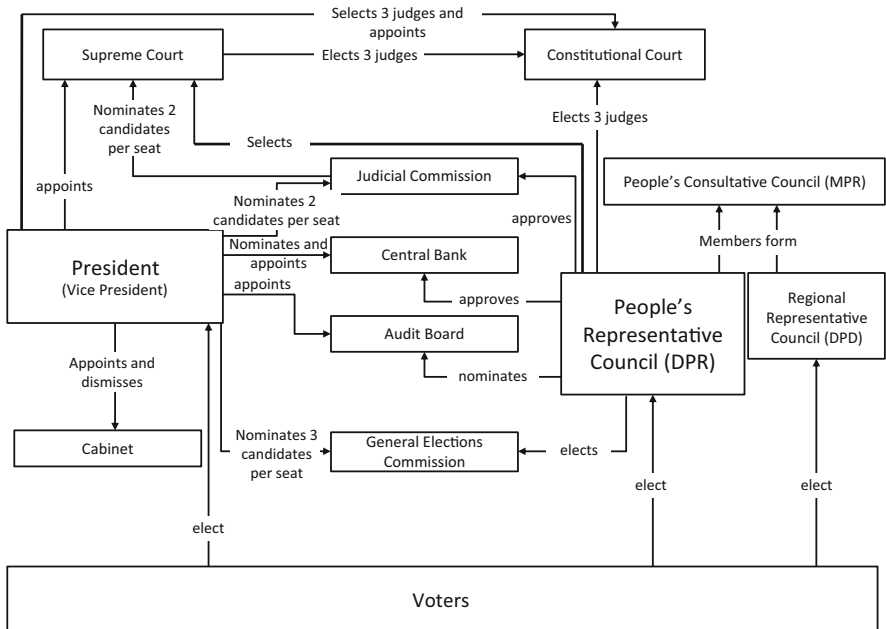 Selects 3 judges and
appoints
Supreme Court
Elects 3 judges
Constitutional Court
Nominates 2
candidates
per seat
Elects 3 judges
Selects
appoints
Judicial Commission
People's Consultative Council (MPR)
Nominates 2
candidates per seat
approves
Members form
President
(Vice President)
Nominates and
appoints
Central Bank
appoints
approves
People's
Representative
Council (DPR)
Regional
Representative
Council (DPD)
Audit Board
nominates
Appoints and
dismisses
Cabinet
Nominates 3
candidates
per seat
General Elections
Commission
elects
elect
elect
elect
Voters